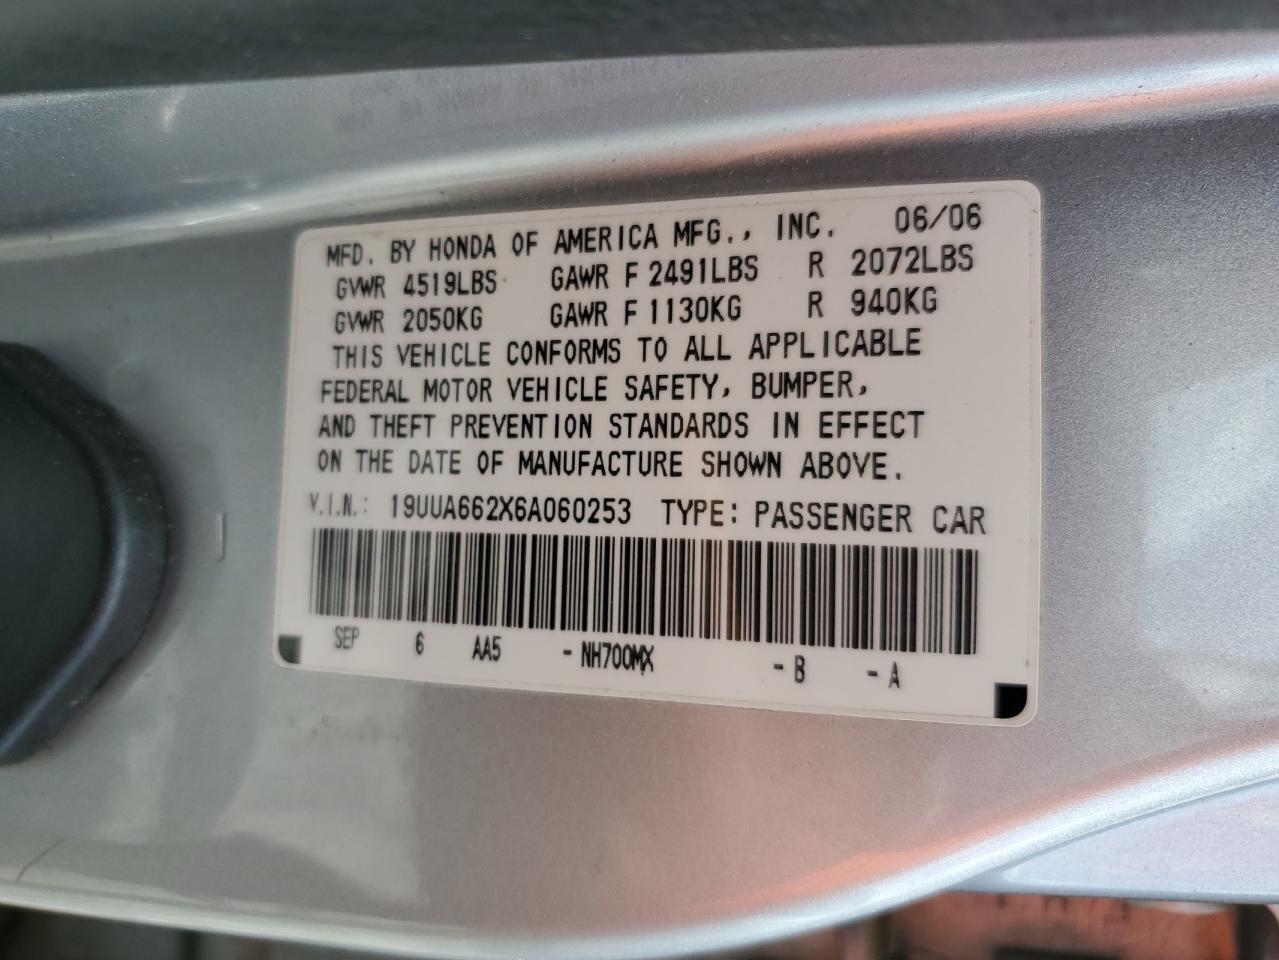 MFD. BY HONDA OF AMERICA MFG., INC. 06/06
GVWR 4519LBS GAWR F 2491LBS R 2072LBS
GVWR 2050KG GAWR F 1130KG R 940KG
THIS VEHICLE CONFORMS TO ALL APPLICABLE
FEDERAL MOTOR VEHICLE SAFETY, BUMPER,
AND THEFT PREVENTION STANDARDS IN EFFECT
ON THE DATE OF MANUFACTURE SHOWN ABOVE.
V.I.N.: 19UUA662X6A060253 TYPE: PASSENGER CAR
SEP 6 AA5 -NH700MX -B -A